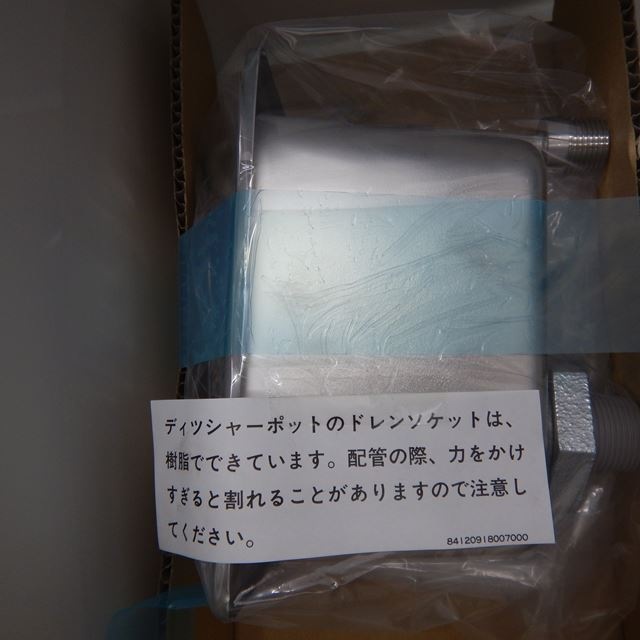 ディッシャーポットのドレンソケットは、
樹脂でできています。配管の際、力をかけ
すぎると割れることがありますので注意し
てください。
84120918007000